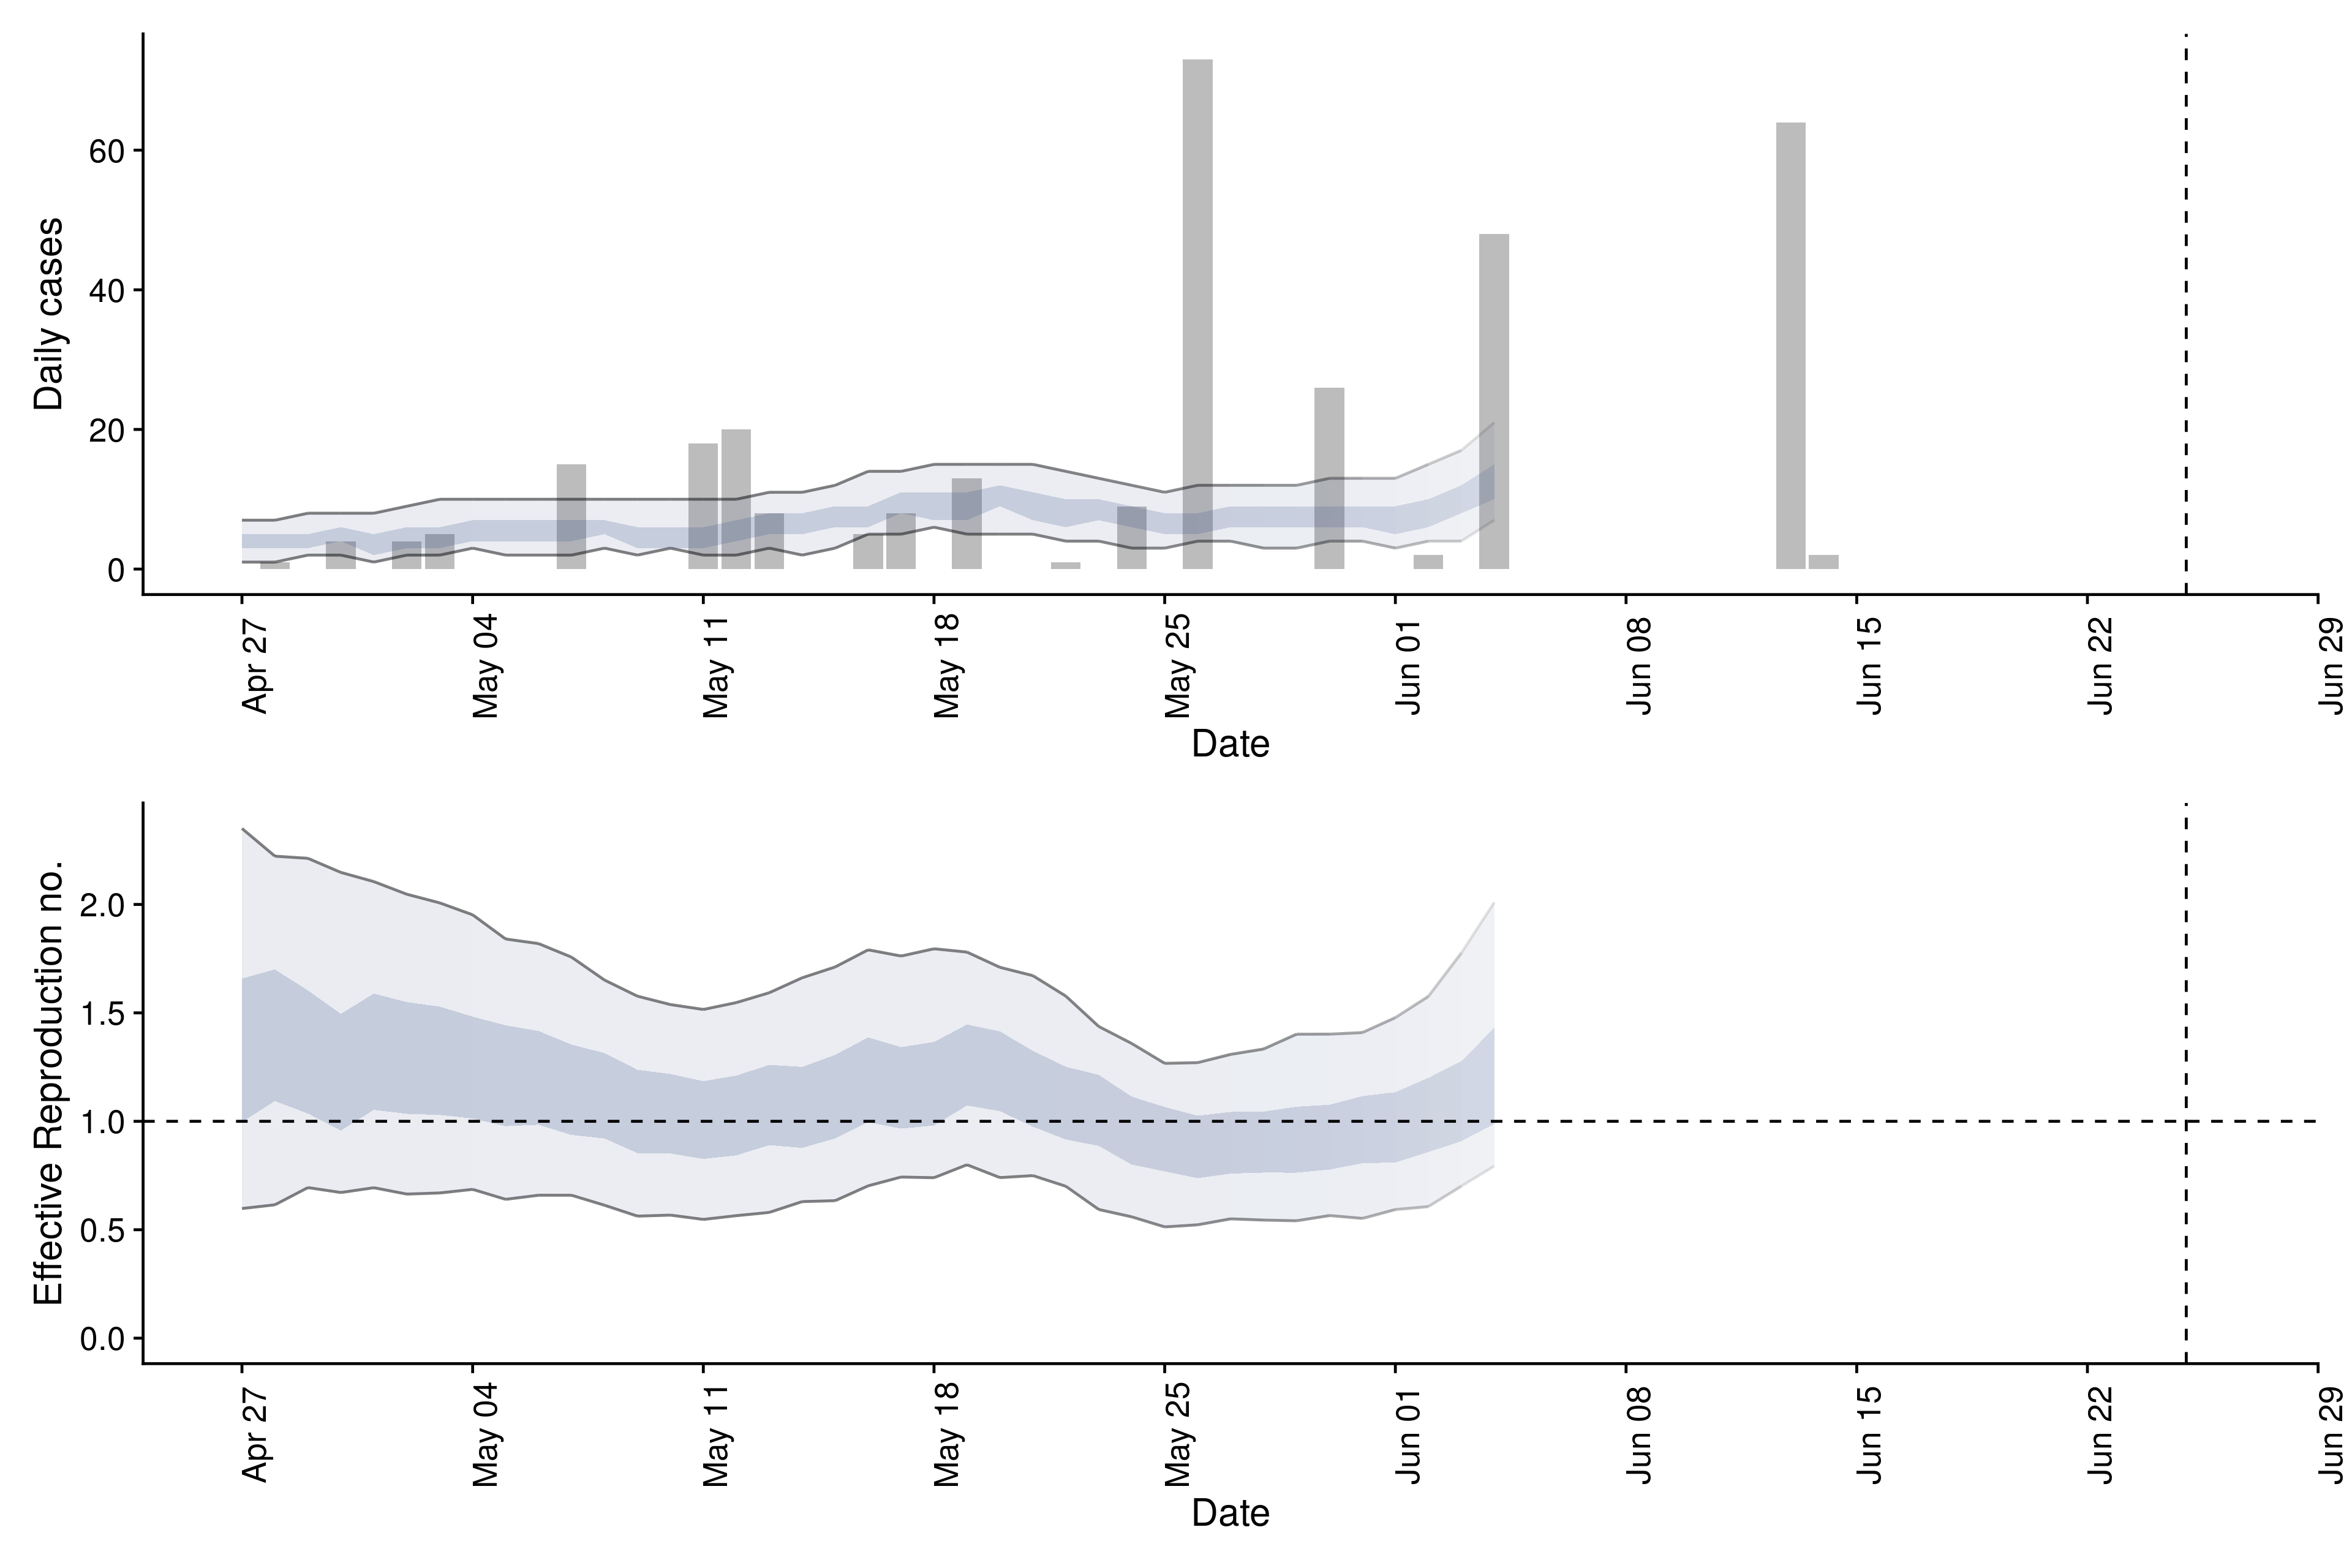 Daily cases
60
40
20
0
Apr 27
May 04
May 11
May 18
May 25
Jun 01
Jun 08
Jun 15
Jun 22
Jun 29
Date
Effective Reproduction no.
2.0
1.5
1.0
0.5
0.0
Apr 27
May 04
May 11
May 18
May 25
Jun 01
Jun 08
Jun 15
Jun 22
Jun 29
Date